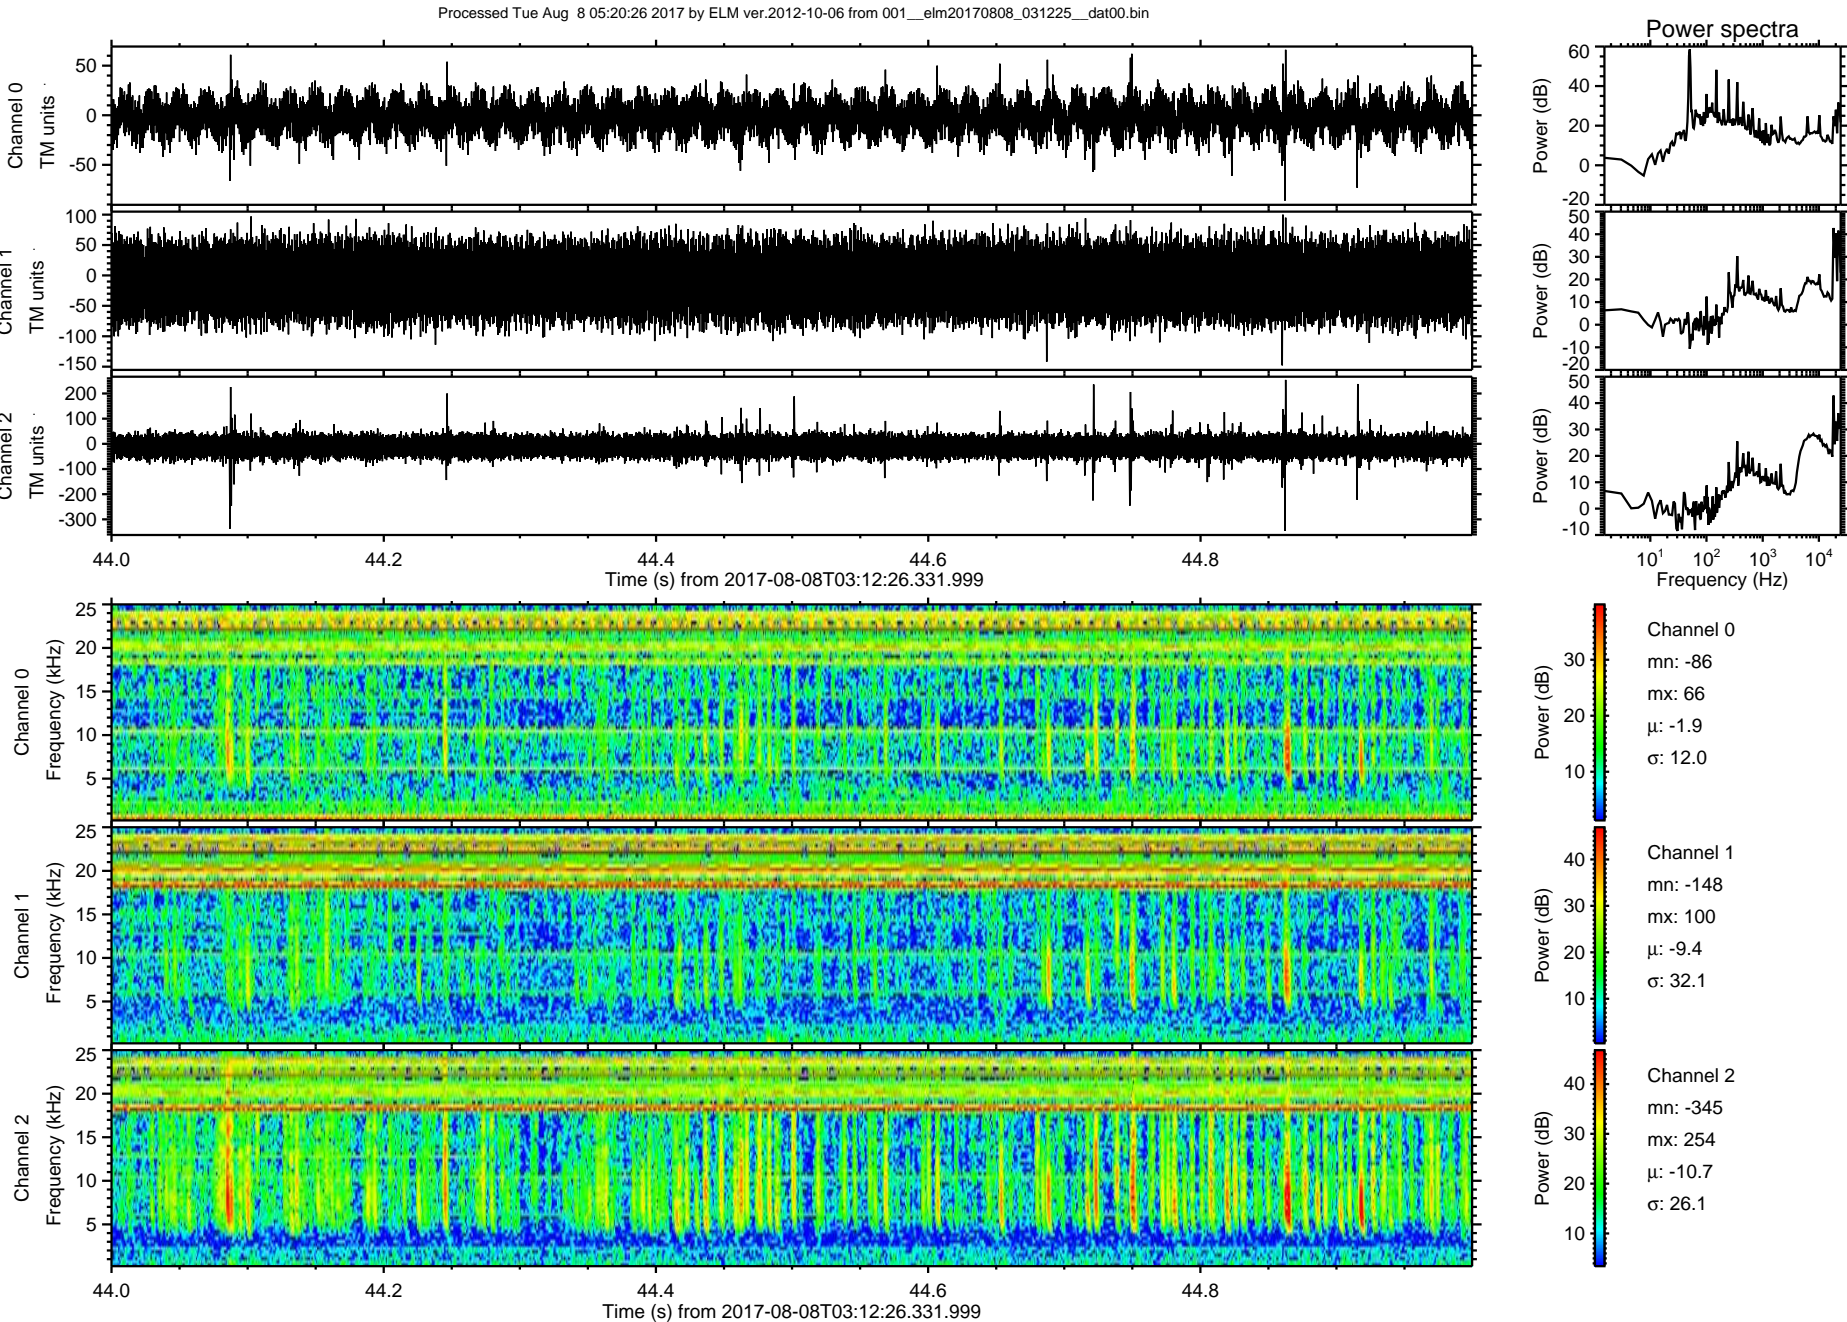 Processed Tue Aug 8 05:20:26 2017 by ELM ver.2012-10-06 from 001__elm20170808_031225__dat00.bin
Power spectra
Channel 0
TM units
50
0
-50
Power (dB)
60
40
20
0
-20
Channel 1
TM units
100
50
0
-50
-100
-150
Power (dB)
50
40
30
20
10
0
-10
-20
Channel 2
TM units
200
100
0
-100
-200
-300
Power (dB)
50
40
30
20
10
0
-10
44.0 44.2 44.4 44.6 44.8
Time (s) from 2017-08-08T03:12:26.331.999
10^1 10^2 10^3 10^4
Frequency (Hz)
Channel 0
Frequency (kHz)
25
20
15
10
5
Power (dB)
30
20
10
Channel 0
mn: -86
mx: 66
μ: -1.9
σ: 12.0
Channel 1
Frequency (kHz)
25
20
15
10
5
Power (dB)
40
30
20
10
Channel 1
mn: -148
mx: 100
μ: -9.4
σ: 32.1
Channel 2
Frequency (kHz)
25
20
15
10
5
Power (dB)
40
30
20
10
Channel 2
mn: -345
mx: 254
μ: -10.7
σ: 26.1
44.0 44.2 44.4 44.6 44.8
Time (s) from 2017-08-08T03:12:26.331.999